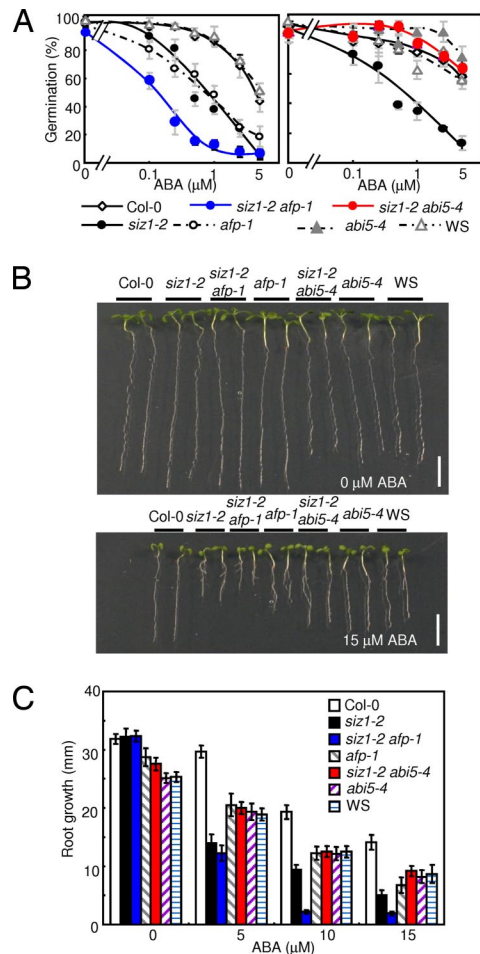 A
100
80
60
40
20
0
Germination (%)
0 0.1 1 5
0 0.1 1 5
ABA (μM)
ABA (μM)
Col-0 siz1-2 afp-1 siz1-2 abi5-4
siz1-2 afp-1 abi5-4 WS
B
Col-0 siz1-2 siz1-2 afp-1 afp-1 siz1-2 abi5-4 abi5-4 WS
0 μM ABA
Col-0 siz1-2 siz1-2 afp-1 afp-1 siz1-2 abi5-4 abi5-4 WS
15 μM ABA
C
40
30
20
10
0
Root growth (mm)
Col-0
siz1-2
siz1-2 afp-1
afp-1
siz1-2 abi5-4
abi5-4
WS
0 5 10 15
ABA (μM)